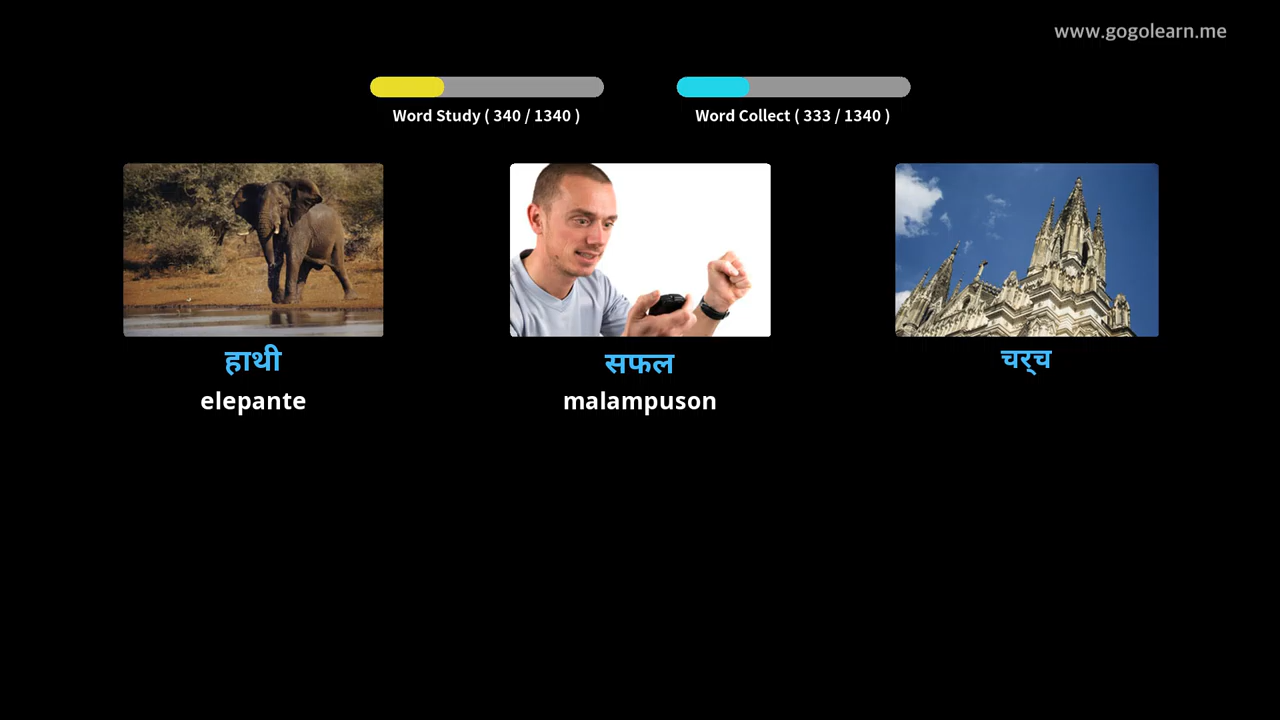 www.gogolearn.me
Word Study ( 340 / 1340 )
Word Collect ( 333 / 1340 )
हाथी
सफल
चर्च
elepante
malampuson